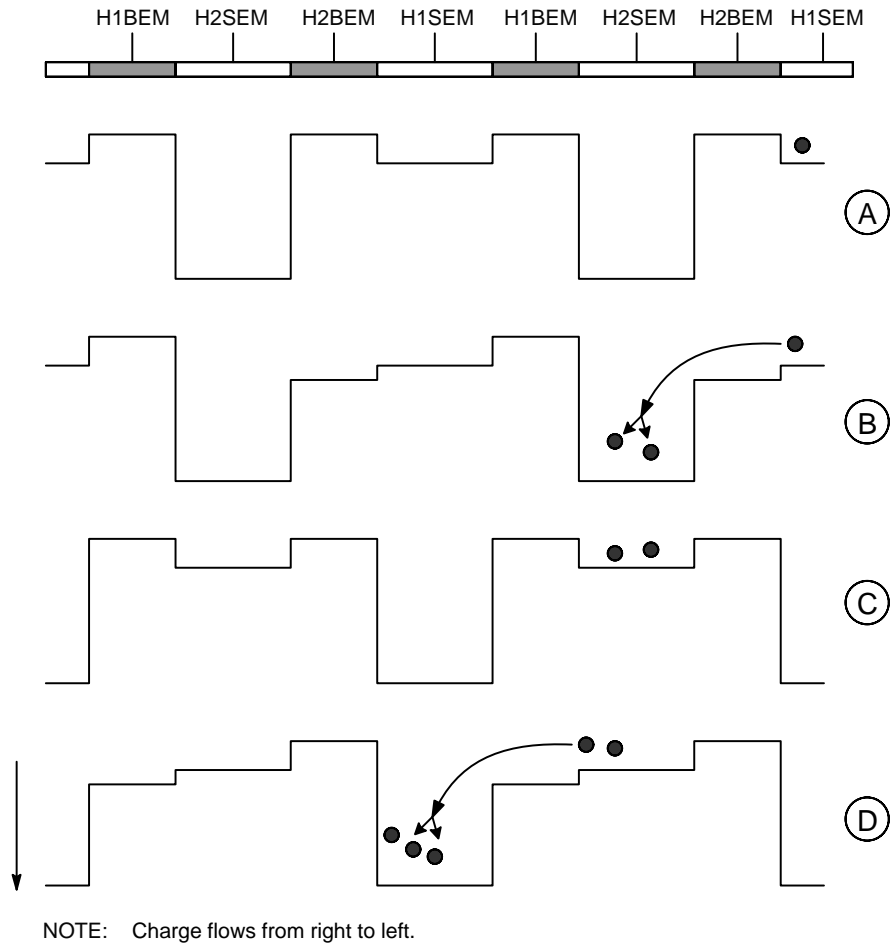 H1BEM H2SEM H2BEM H1SEM H1BEM H2SEM H2BEM H1SEM
A
B
C
D
NOTE: Charge flows from right to left.